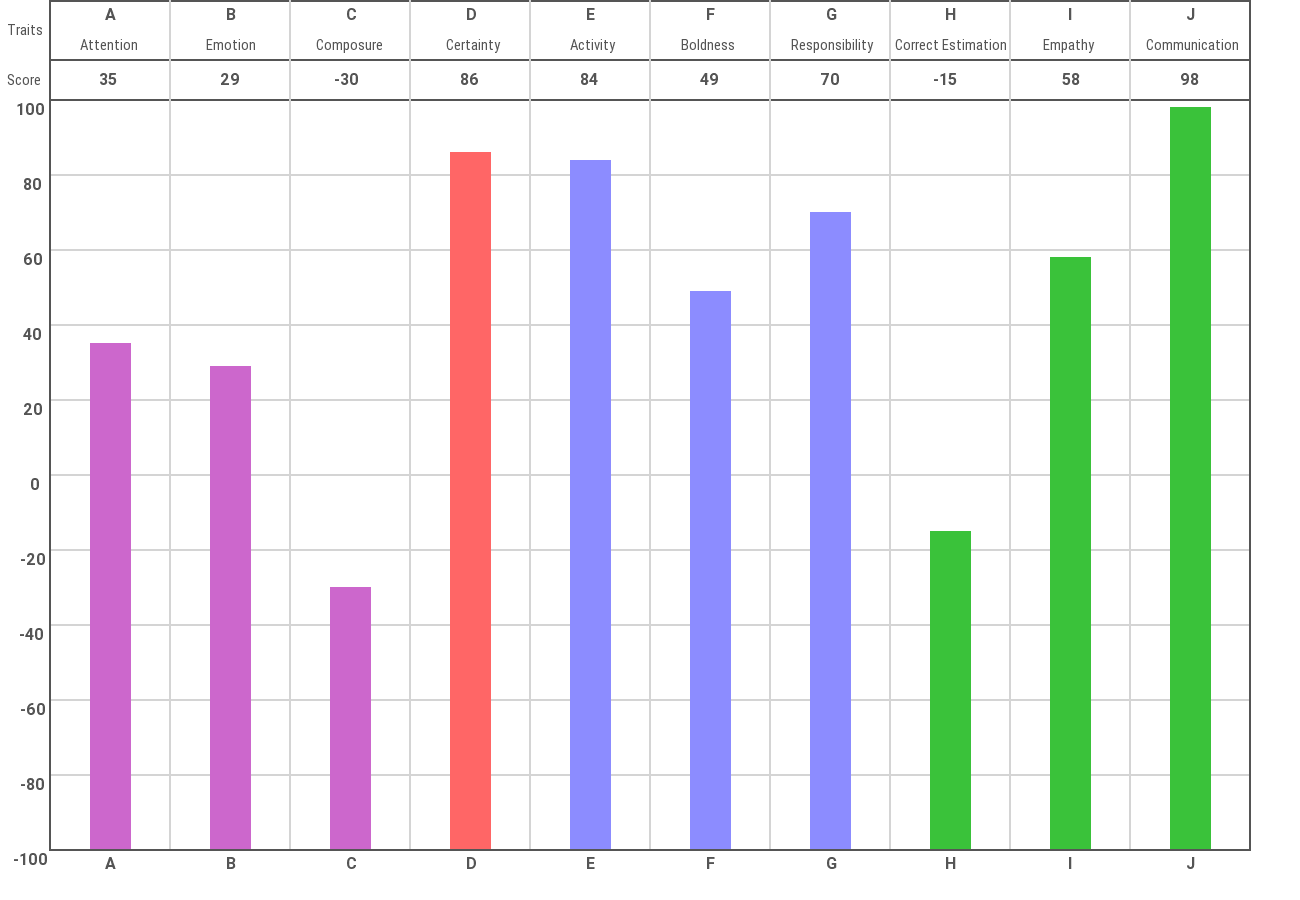 A B C D E F G H I J
Traits
Attention Emotion Composure Certainty Activity Boldness Responsibility Correct Estimation Empathy Communication
Score 35 29 -30 86 84 49 70 -15 58 98
100
80
60
40
20
0
-20
-40
-60
-80
-100
A B C D E F G H I J